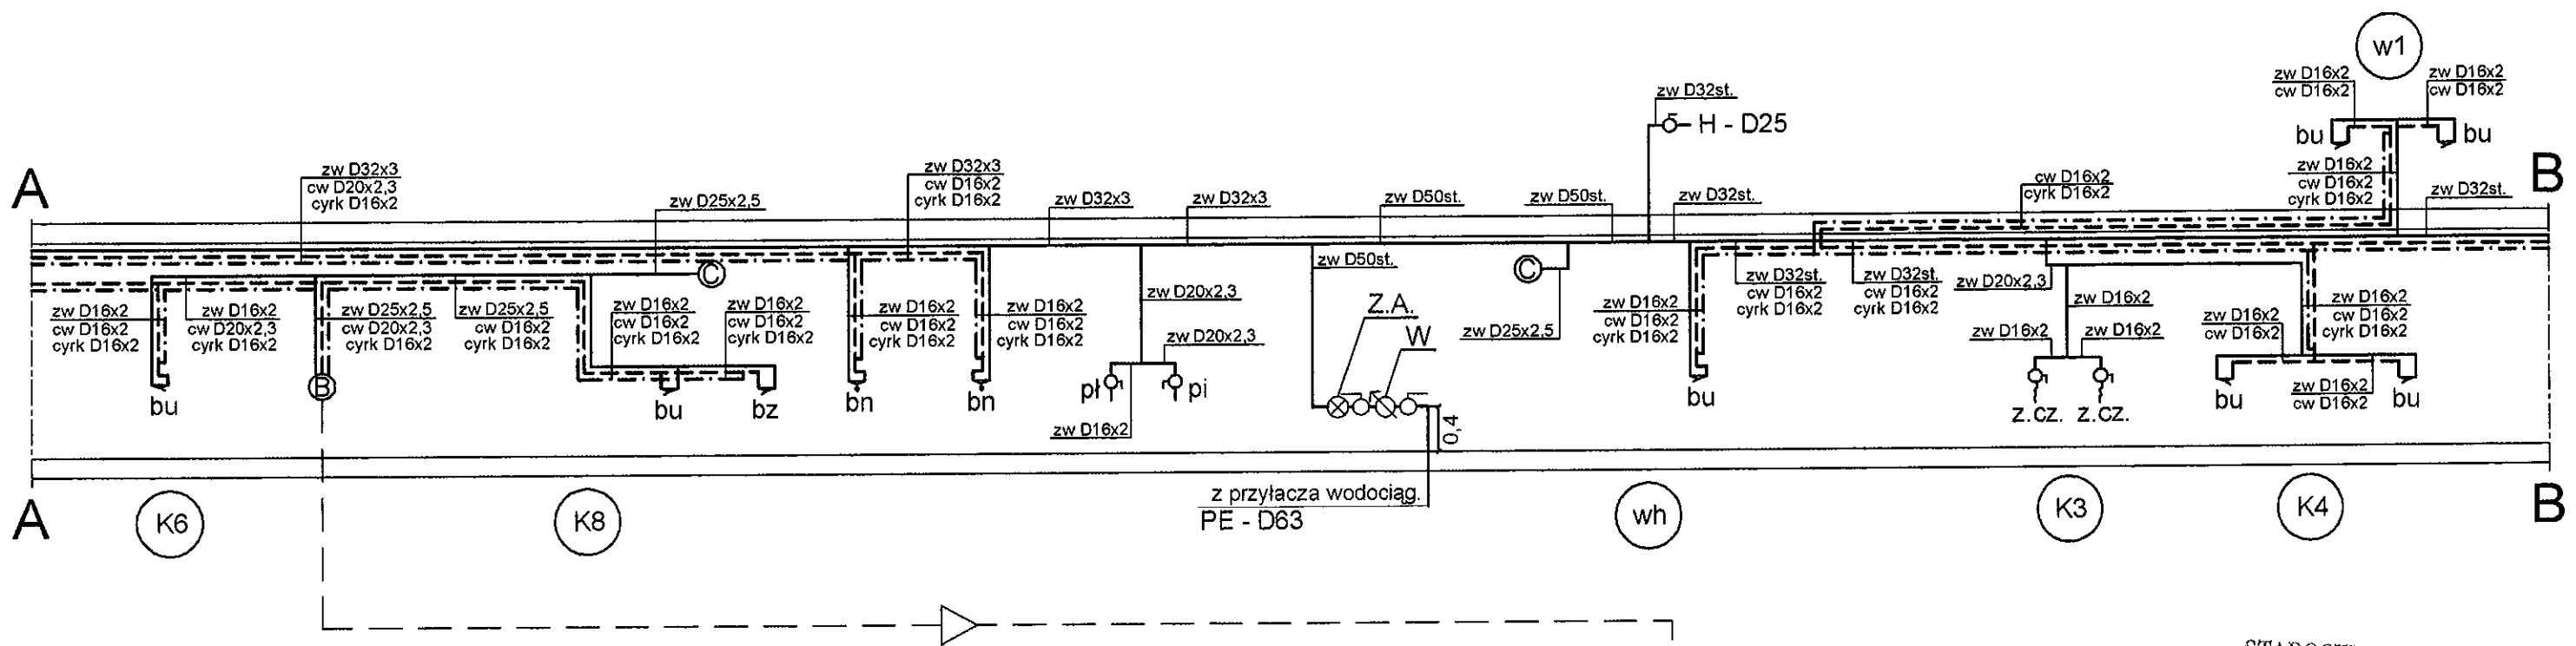 w1
zw D16x2
cw D16x2
zw D16x2
cw D16x2
zw D32st.
H - D25
bu
bu
A
zw D32x3
cw D20x2,3
cyrk D16x2
zw D25x2,5
zw D32x3
cw D16x2
cyrk D16x2
zw D32x3
zw D32x3
zw D50st.
zw D50st.
zw D32st.
cw D16x2
cyrk D16x2
zw D16x2
cw D16x2
cyrk D16x2
zw D32st.
B
C
C
zw D50st.
zw D16x2
cw D16x2
cyrk D16x2
zw D16x2
cw D20x2,3
cyrk D16x2
zw D25x2,5
cw D20x2,3
cyrk D16x2
zw D25x2,5
cw D16x2
cyrk D16x2
zw D16x2
cw D16x2
cyrk D16x2
zw D16x2
cw D16x2
cyrk D16x2
zw D16x2
cw D16x2
cyrk D16x2
zw D16x2
cw D16x2
cyrk D16x2
zw D20x2,3
zw D20x2,3
Z.A.
W
zw D25x2,5
zw D16x2
cw D16x2
cyrk D16x2
zw D32st.
cw D16x2
cyrk D16x2
zw D32st.
cw D16x2
cyrk D16x2
zw D20x2,3
zw D16x2
zw D16x2
zw D16x2
zw D16x2
cw D16x2
zw D16x2
cw D16x2
cyrk D16x2
zw D16x2
cw D16x2
bu
B
bu
bz
bn
bn
pł
pi
zw D16x2
0,4
bu
z.cz.
z.cz.
bu
bu
A
K6
K8
z przyłacza wodociąg.
PE - D63
wh
K3
K4
B